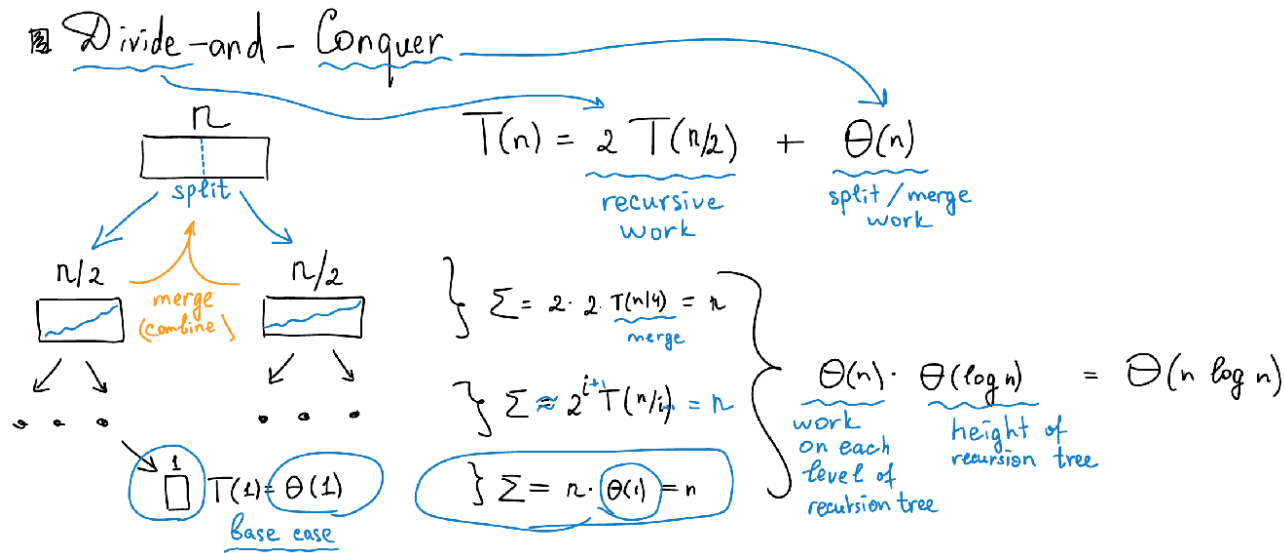 Divide-and-Conquer
n
T(n) = 2 T(n/2) + Θ(n)
split
recursive work
split/merge work
n/2
n/2
merge (combine)
} Σ = 2 · 2 · T(n/4) = n
merge
} Σ ≈ 2^{i+1} T(n/i) = n
Θ(n) · Θ(log n) = Θ(n log n)
work on each level of recursion tree
height of recursion tree
1
T(1) = Θ(1)
base case
} Σ = n · Θ(1) = n